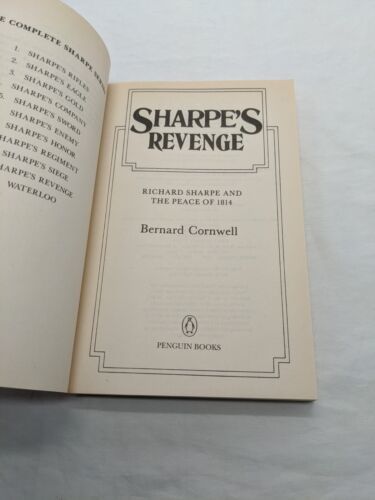 COMPLETE SHARPE
1. SHARPE'S RIFLES
2. SHARPE'S EAGLE
3. SHARPE'S GOLD
SHARPE'S COMPANY
5. SHARPE'S SWORD
SHARPE'S ENEMY
SHARPE'S HONOR
SHARPE'S REGIMENT
SHARPE'S SIEGE
SHARPE'S REVENGE
WATERLOO
SHARPE'S
REVENGE
RICHARD SHARPE AND
THE PEACE OF 1814
Bernard Cornwell
PENGUIN BOOKS